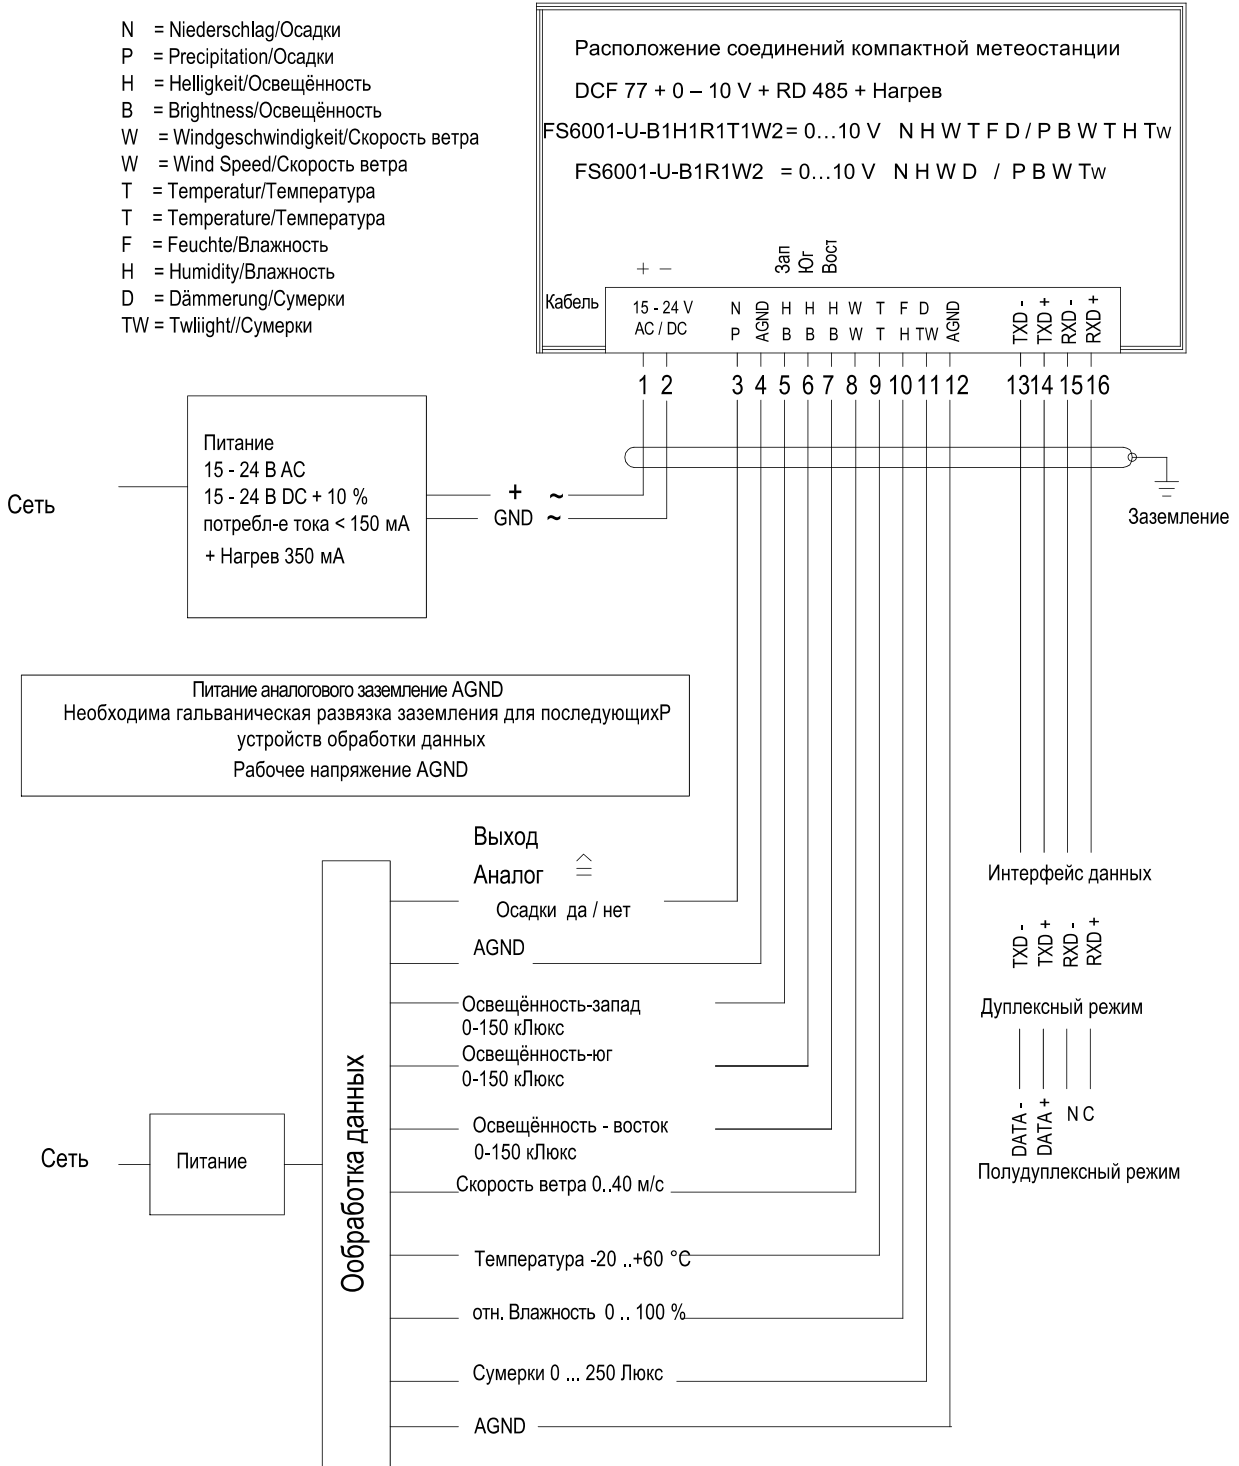 N = Niederschlag/Осадки
P = Precipitation/Осадки
H = Helligkeit/Освещённость
B = Brightness/Освещённость
W = Windgeschwindigkeit/Скорость ветра
W = Wind Speed/Скорость ветра
T = Temperatur/Температура
T = Temperature/Температура
F = Feuchte/Влажность
H = Humidity/Влажность
D = Dämmerung/Сумерки
TW = Twliight//Сумерки
Расположение соединений компактной метеостанции
DCF 77 + 0 – 10 V + RD 485 + Нагрев
FS6001-U-B1H1R1T1W2= 0...10 V N H W T F D / P B W T H Tw
FS6001-U-B1R1W2 = 0...10 V N H W D / P B W Tw
+ −
Зап
Юг
Вост
Кабель
15 - 24 V
AC / DC
N AGND H H H W T F D AGND
P B B B W T H TW
TXD -
TXD +
RXD -
RXD +
1 2 3 4 5 6 7 8 9 10 11 12 13 14 15 16
Питание
15 - 24 В AC
15 - 24 В DC + 10 %
потребл-е тока < 150 мА
+ Нагрев 350 мА
Сеть
+ ~
GND ~
Заземление
Питание аналогового заземление AGND
Необходима гальваническая развязка заземления для последующихР
устройств обработки данных
Рабочее напряжение AGND
Выход
Аналог ≙
Осадки да / нет
AGND
Освещённость-запад
0-150 кЛюкс
Освещённость-юг
0-150 кЛюкс
Освещённость - восток
0-150 кЛюкс
Скорость ветра 0..40 м/с
Температура -20 ..+60 °C
отн. Влажность 0 .. 100 %
Сумерки 0 ... 250 Люкс
AGND
Сеть
Питание
Ообработка данных
Интерфейс данных
TXD -
TXD +
RXD -
RXD +
Дуплексный режим
DATA -
DATA +
N C
Полудуплексный режим